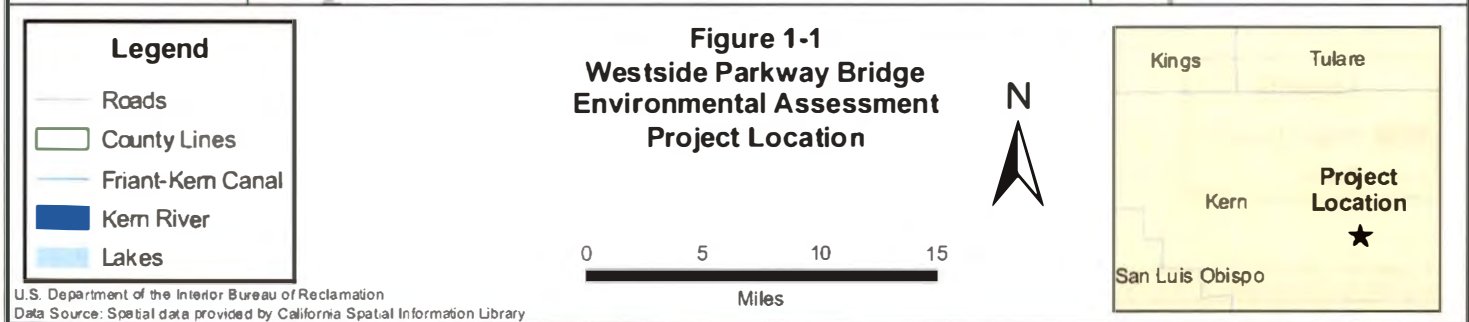 Legend
Roads
County Lines
Friant-Kern Canal
Kern River
Lakes
U.S. Department of the Interior Bureau of Reclamation
Data Source: Spatial data provided by California Spatial Information Library
Figure 1-1
Westside Parkway Bridge
Environmental Assessment
Project Location
N
0 5 10 15
Miles
Kings Tulare
Kern
Project
Location
San Luis Obispo